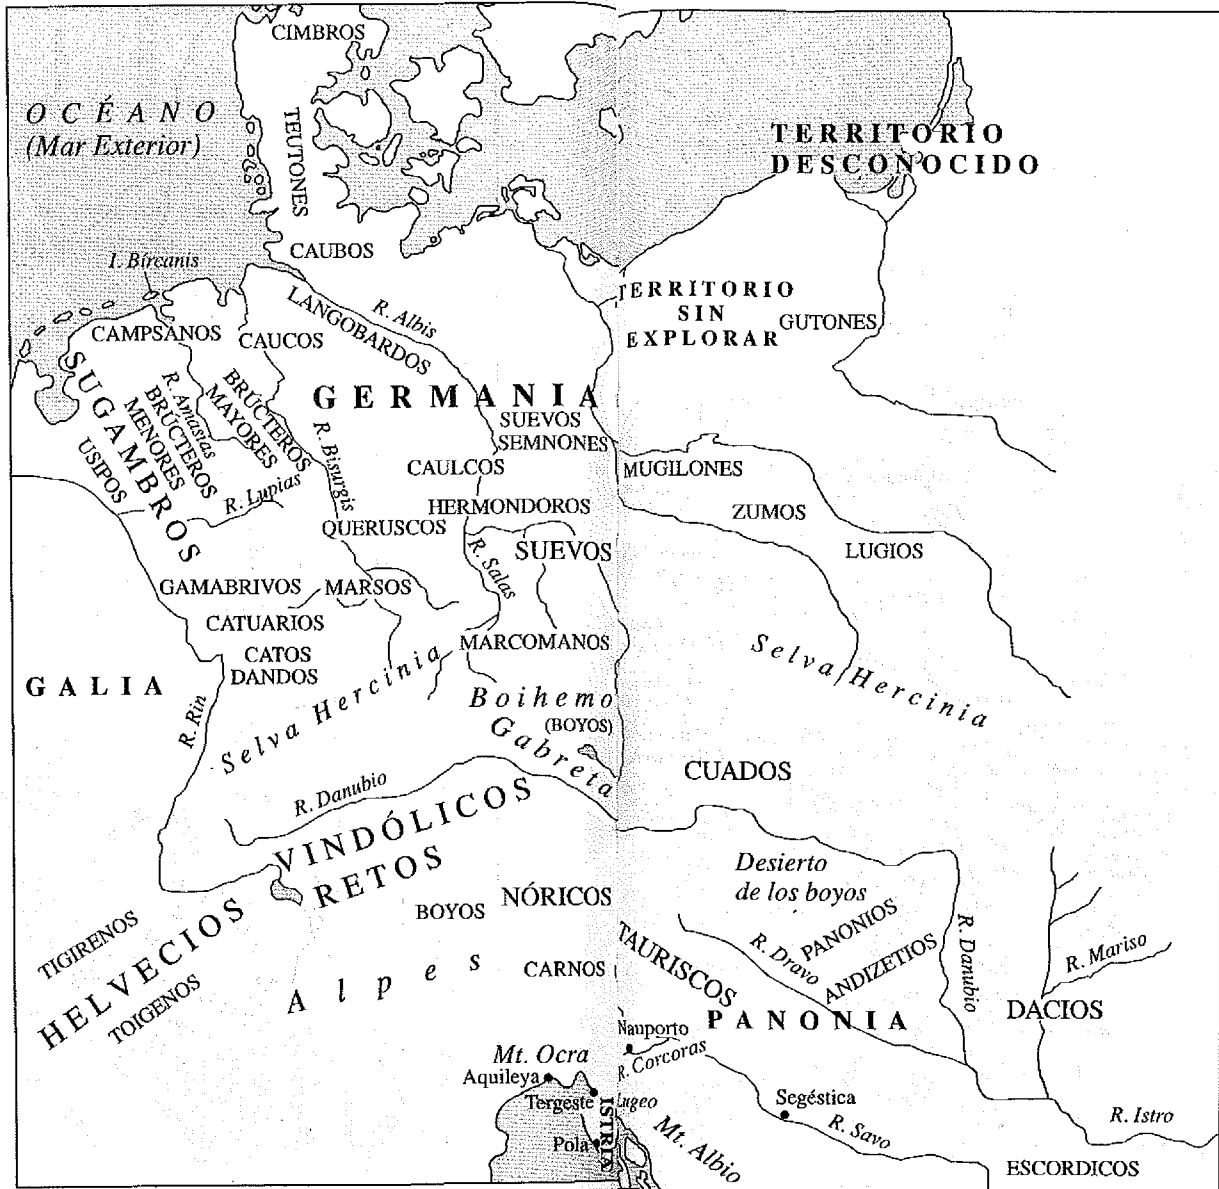 CIMBROS
OCÉANO
(Mar Exterior)
TEUTONES
TERRITORIO
DESCONOCIDO
CAUBOS
I. Bírcanis
LANGOBARDOS
R. Albis
TERRITORIO
SIN
EXPLORAR
GUTONES
CAMPSANOS
CAUCOS
SUGAMBROS
R. Amasias
BRÚCTEROS
MAYORES
BRÚCTEROS
MENORES
USIPOS
GERMANIA
SUEVOS
SEMNONES
R. Bisurgis
CAULCOS
MUGILONES
R. Lupias
HERMONDOROS
ZUMOS
QUERUSCOS
SUEVOS
LUGIOS
R. Salas
GAMABRIVOS
MARSOS
CATUARIOS
MARCOMANOS
CATOS
DANDOS
Selva Hercinia
Selva Hercinia
GALIA
R. Rin
Boihemo
(BOYOS)
Gabreta
CUADOS
R. Danubio
VINDÓLICOS
RETOS
Desierto
de los boyos
NÓRICOS
BOYOS
HELVECIOS
TIGIRENOS
TOIGENOS
Alpes
CARNOS
TAURISCOS
R. Dravo
PANONIOS
ANDIZETIOS
R. Danubio
R. Mariso
DACIOS
PANONIA
Nauporto
R. Corcoras
Mt. Ocra
Aquileya
Tergeste
Lugeo
ISTRIA
Pola
Mt. Albio
Segéstica
R. Savo
R. Istro
ESCORDICOS